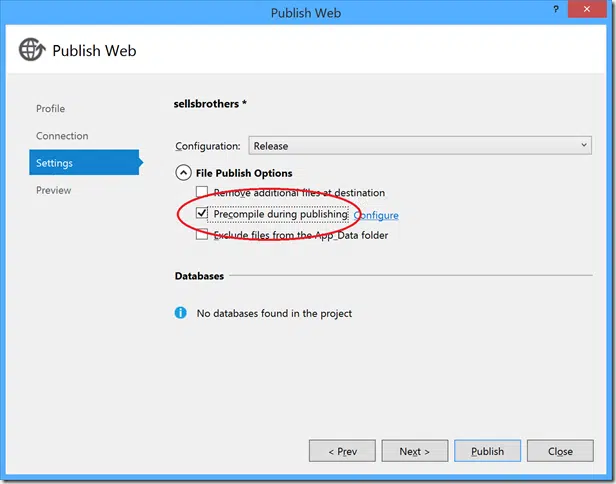 Publish Web
?
Publish Web
Profile
Connection
Settings
Preview
sellsbrothers *
Configuration: Release
File Publish Options
Remove additional files at destination
Precompile during publishing Configure
Exclude files from the App_Data folder
Databases
No databases found in the project
< Prev
Next >
Publish
Close